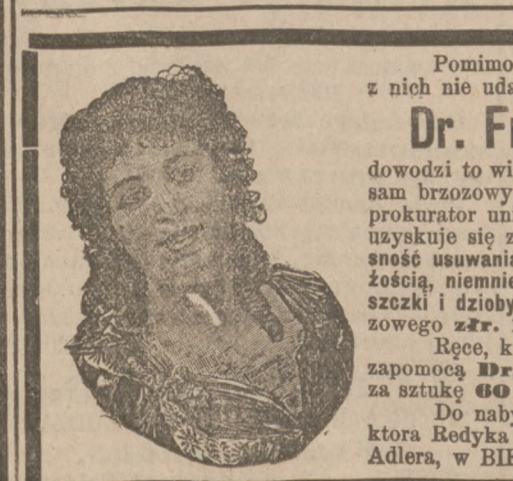 Pomimo
z nich nie uda
Dr. F
dowodzi to wi
sam brzozowy
prokurator uni
uzyskuje się z
sność usuwania
żością, niemnie
szczki i dzioby
zowego złr.
Ręce, k
zapomocą Dr
za sztukę 60
Do naby
ktora Redyka
Adlera, w BIE